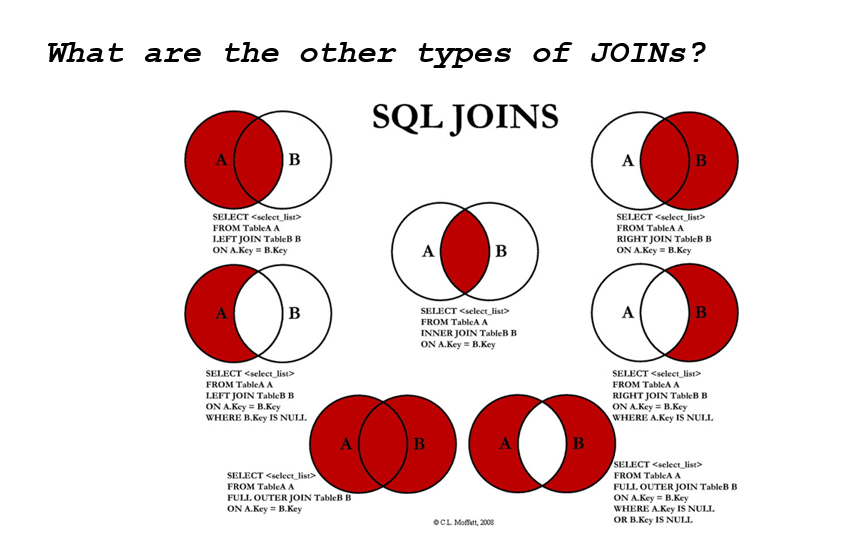 What are the other types of JOINs?
SQL JOINS
A B
SELECT <select_list>
FROM TableA A
LEFT JOIN TableB B
ON A.Key = B.Key
A B
SELECT <select_list>
FROM TableA A
RIGHT JOIN TableB B
ON A.Key = B.Key
A B
SELECT <select_list>
FROM TableA A
INNER JOIN TableB B
ON A.Key = B.Key
A B
SELECT <select_list>
FROM TableA A
LEFT JOIN TableB B
ON A.Key = B.Key
WHERE B.Key IS NULL
A B
SELECT <select_list>
FROM TableA A
RIGHT JOIN TableB B
ON A.Key = B.Key
WHERE A.Key IS NULL
A B
SELECT <select_list>
FROM TableA A
FULL OUTER JOIN TableB B
ON A.Key = B.Key
A B
SELECT <select_list>
FROM TableA A
FULL OUTER JOIN TableB B
ON A.Key = B.Key
WHERE A.Key IS NULL
OR B.Key IS NULL
© C.L. Moffatt, 2008